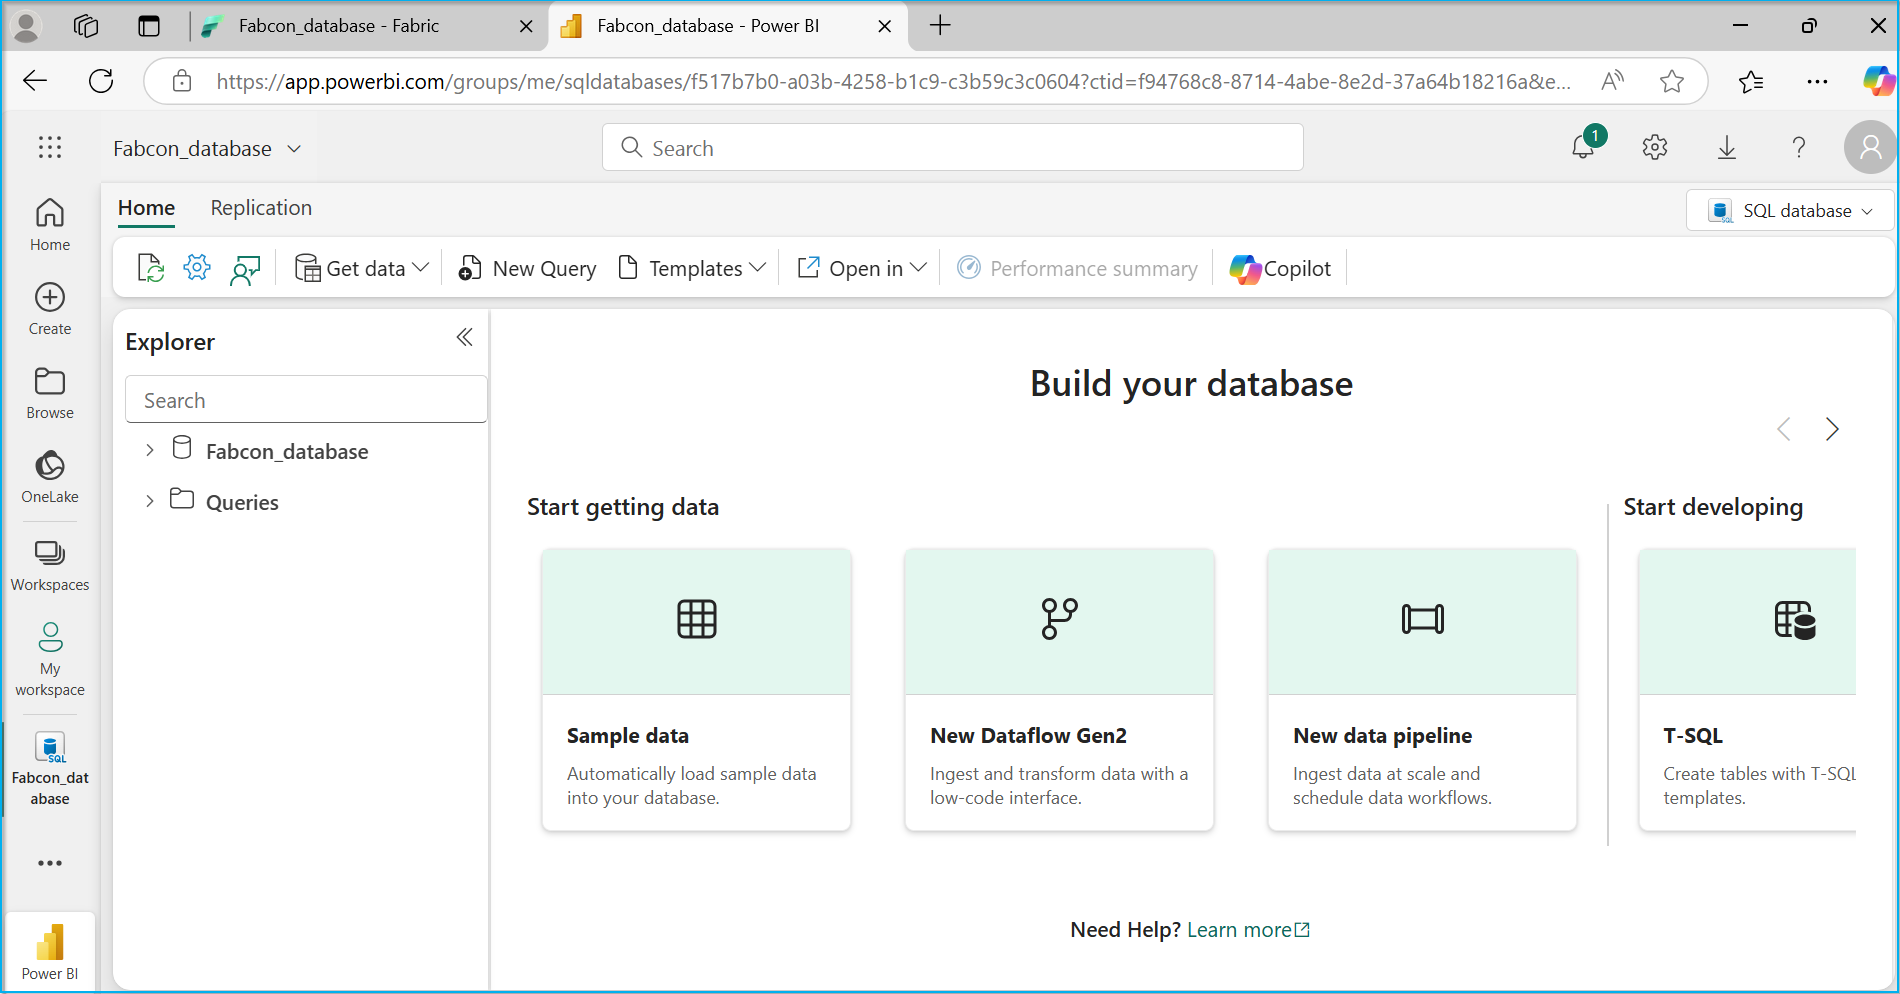 Fabcon_database - Fabric
Fabcon_database - Power BI
https://app.powerbi.com/groups/me/sqldatabases/f517b7b0-a03b-4258-b1c9-c3b59c3c0604?ctid=f94768c8-8714-4abe-8e2d-37a64b18216a&e...
Fabcon_database
Search
1
Home
Replication
SQL database
Get data
New Query
Templates
Open in
Performance summary
Copilot
Home
Create
Browse
OneLake
Workspaces
My
workspace
SQL
Fabcon_dat
abase
Power BI
Explorer
Search
Fabcon_database
Queries
Build your database
Start getting data
Start developing
Sample data
Automatically load sample data
into your database.
New Dataflow Gen2
Ingest and transform data with a
low-code interface.
New data pipeline
Ingest data at scale and
schedule data workflows.
T-SQL
Create tables with T-SQL
templates.
Need Help? Learn more